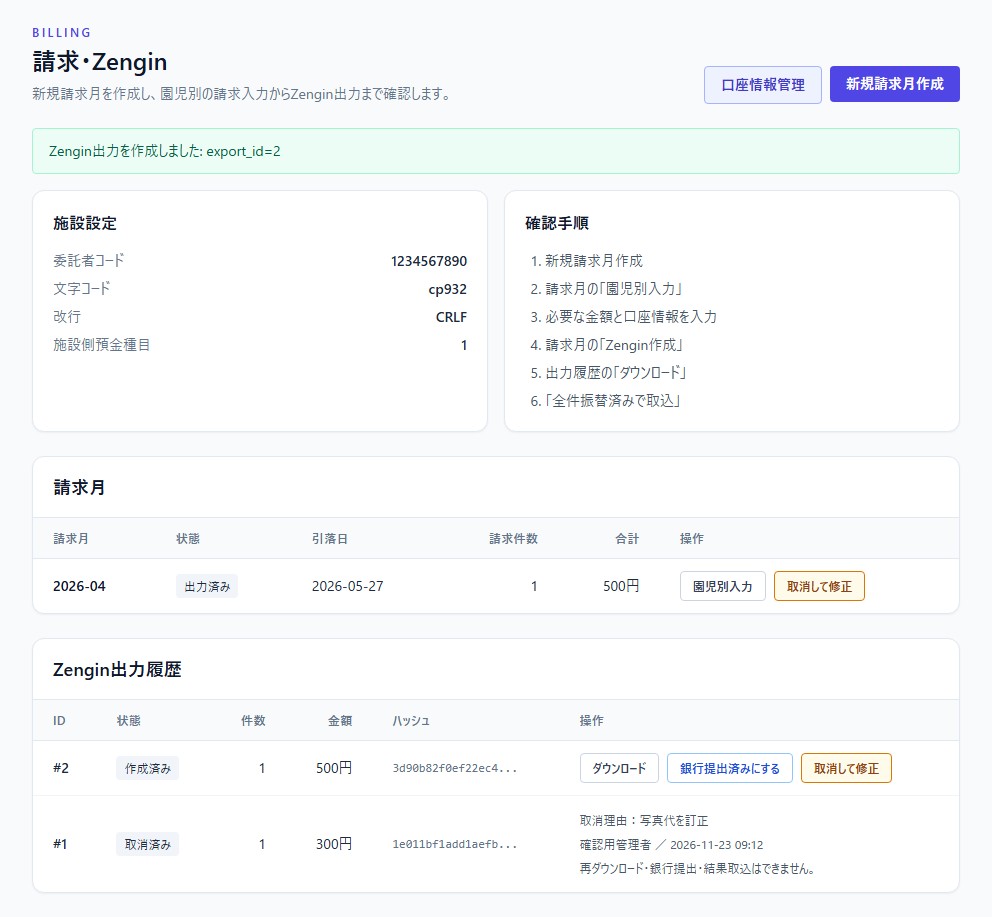 BILLING
請求・Zengin
新規請求月を作成し、園児別の請求入力からZengin出力まで確認します。
口座情報管理
新規請求月作成
Zengin出力を作成しました: export_id=2
施設設定
委託者コード 1234567890
文字コード cp932
改行 CRLF
施設側預金種目 1
確認手順
1. 新規請求月作成
2. 請求月の「園児別入力」
3. 必要な金額と口座情報を入力
4. 請求月の「Zengin作成」
5. 出力履歴の「ダウンロード」
6. 「全件振替済みで取込」
請求月
請求月 状態 引落日 請求件数 合計 操作
2026-04 出力済み 2026-05-27 1 500円 園児別入力 取消して修正
Zengin出力履歴
ID 状態 件数 金額 ハッシュ 操作
#2 作成済み 1 500円 3d90b82f0ef22ec4... ダウンロード 銀行提出済みにする 取消して修正
#1 取消済み 1 300円 1e011bf1add1aefb...
取消理由：写真代を訂正
確認用管理者 ／ 2026-11-23 09:12
再ダウンロード・銀行提出・結果取込はできません。